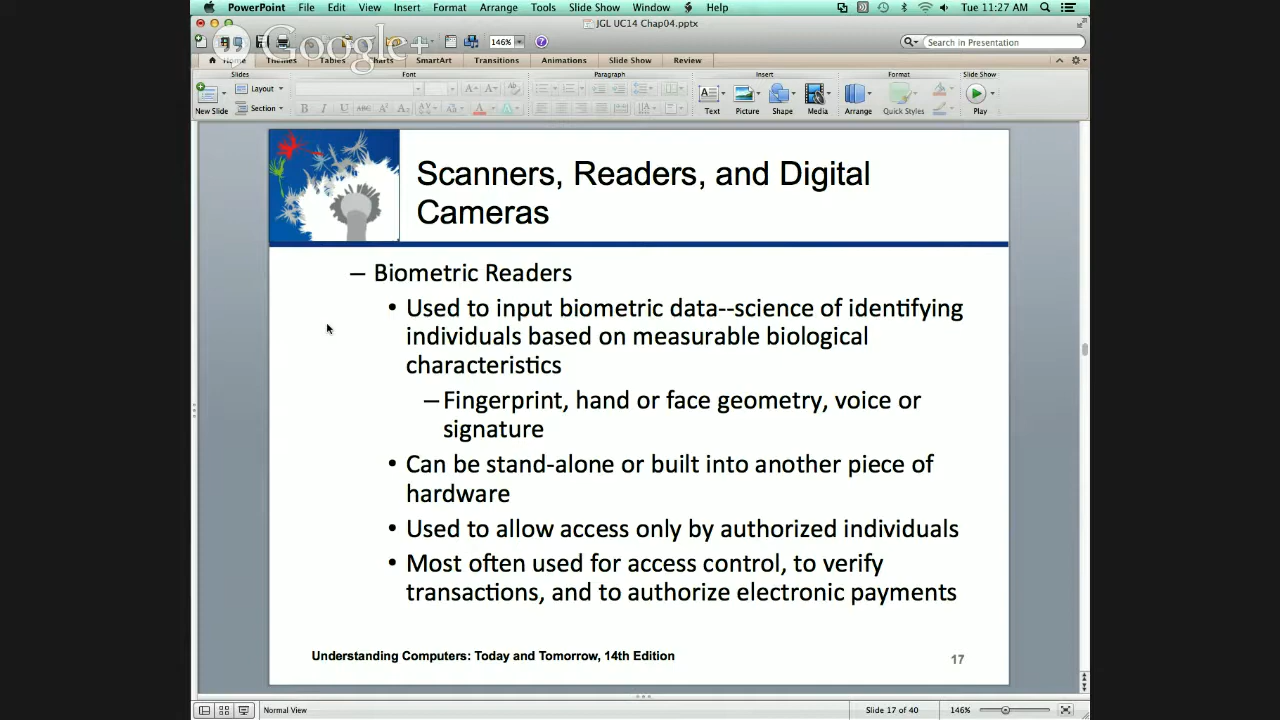 PowerPoint File Edit View Insert Format Arrange Tools Slide Show Window Help Tue 11:27 AM
JGL UC14 Chap04.pptx
Google+
146% Search in Presentation
Home Themes Tables Charts SmartArt Transitions Animations Slide Show Review
Slides Font Paragraph Insert Format Slide Show
Layout
Section
New Slide Text Picture Shape Media Arrange Quick Styles Play
Scanners, Readers, and Digital
Cameras
– Biometric Readers
• Used to input biometric data--science of identifying
individuals based on measurable biological
characteristics
–Fingerprint, hand or face geometry, voice or
signature
• Can be stand-alone or built into another piece of
hardware
• Used to allow access only by authorized individuals
• Most often used for access control, to verify
transactions, and to authorize electronic payments
Understanding Computers: Today and Tomorrow, 14th Edition 17
Normal View Slide 17 of 40 146%